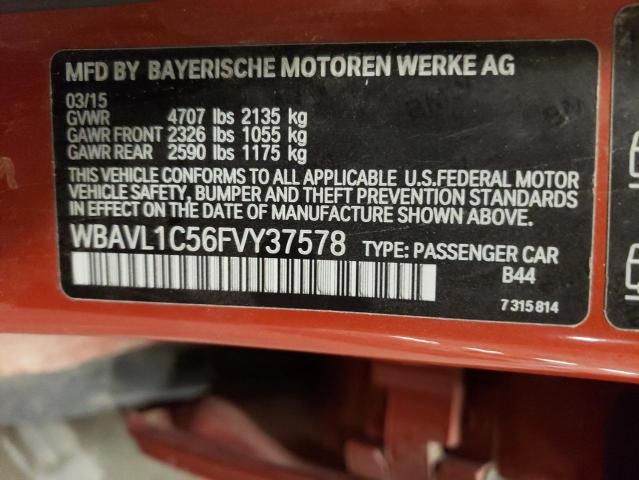 MFD BY BAYERISCHE MOTOREN WERKE AG
03/15
GVWR 4707 lbs 2135 kg
GAWR FRONT 2326 lbs 1055 kg
GAWR REAR 2590 lbs 1175 kg
THIS VEHICLE CONFORMS TO ALL APPLICABLE U.S.FEDERAL MOTOR
VEHICLE SAFETY, BUMPER AND THEFT PREVENTION STANDARDS
IN EFFECT ON THE DATE OF MANUFACTURE SHOWN ABOVE.
WBAVL1C56FVY37578 TYPE: PASSENGER CAR
B44
7 315 814